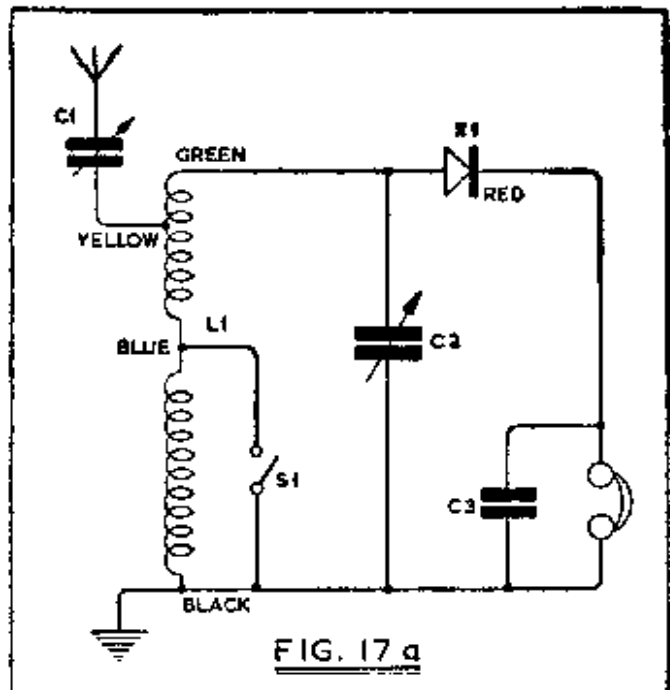 C1
GREEN
X1
RED
YELLOW
L1
BLUE
C2
S1
C3
BLACK
FIG. 17 a